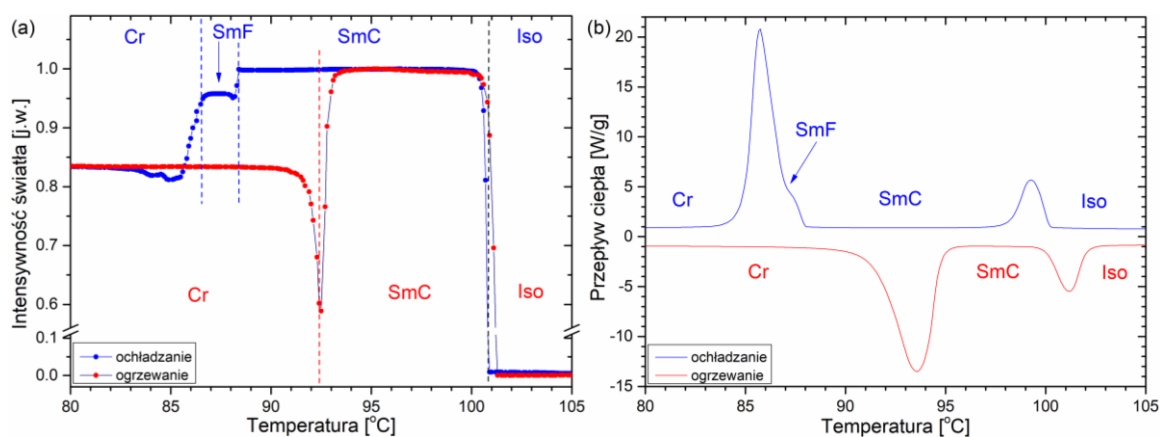 (a)
Cr
SmF
SmC
Iso
Intensywność światła [j.w.]
1.0
0.9
0.8
0.7
0.6
0.1
0.0
Cr
SmC
Iso
ochładzanie
ogrzewanie
80 85 90 95 100 105
Temperatura [°C]
(b)
Przepływ ciepła [W/g]
20
15
10
5
0
-5
-10
-15
SmF
Cr
SmC
Iso
Cr
SmC
Iso
ochładzanie
ogrzewanie
80 85 90 95 100 105
Temperatura [°C]